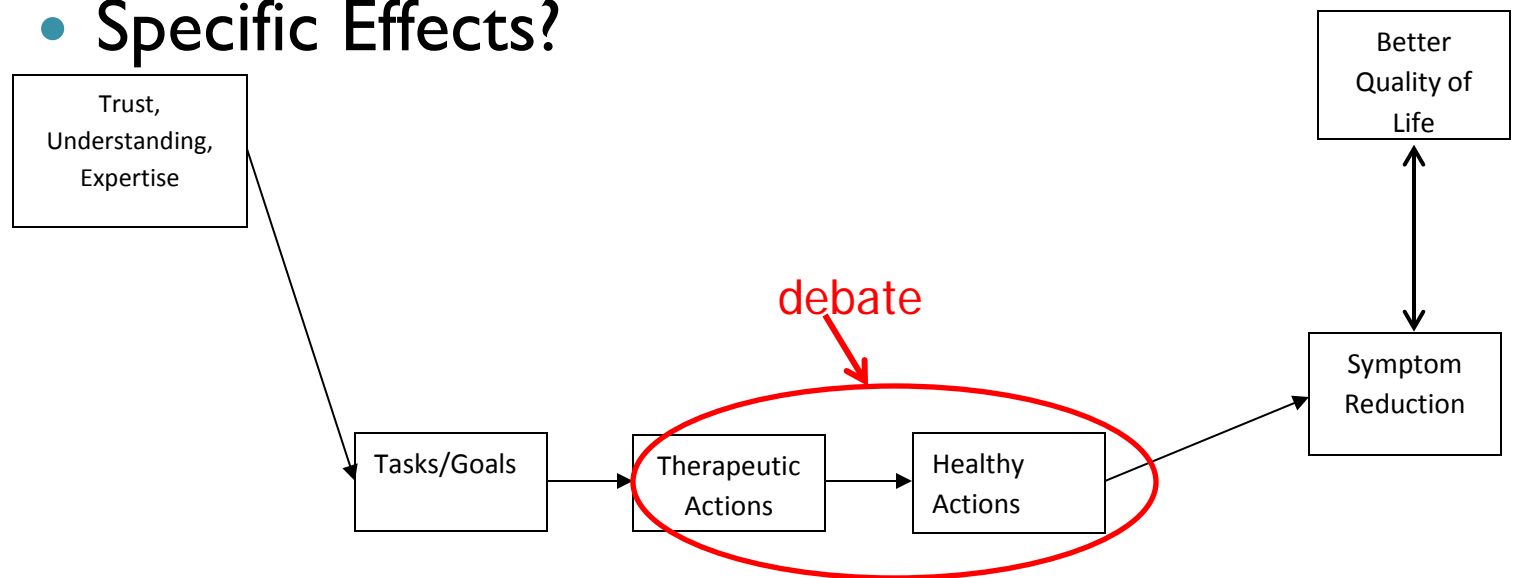 • Specific Effects?
Trust,
Understanding,
Expertise
Better
Quality of
Life
debate
Tasks/Goals
Therapeutic
Actions
Healthy
Actions
Symptom
Reduction